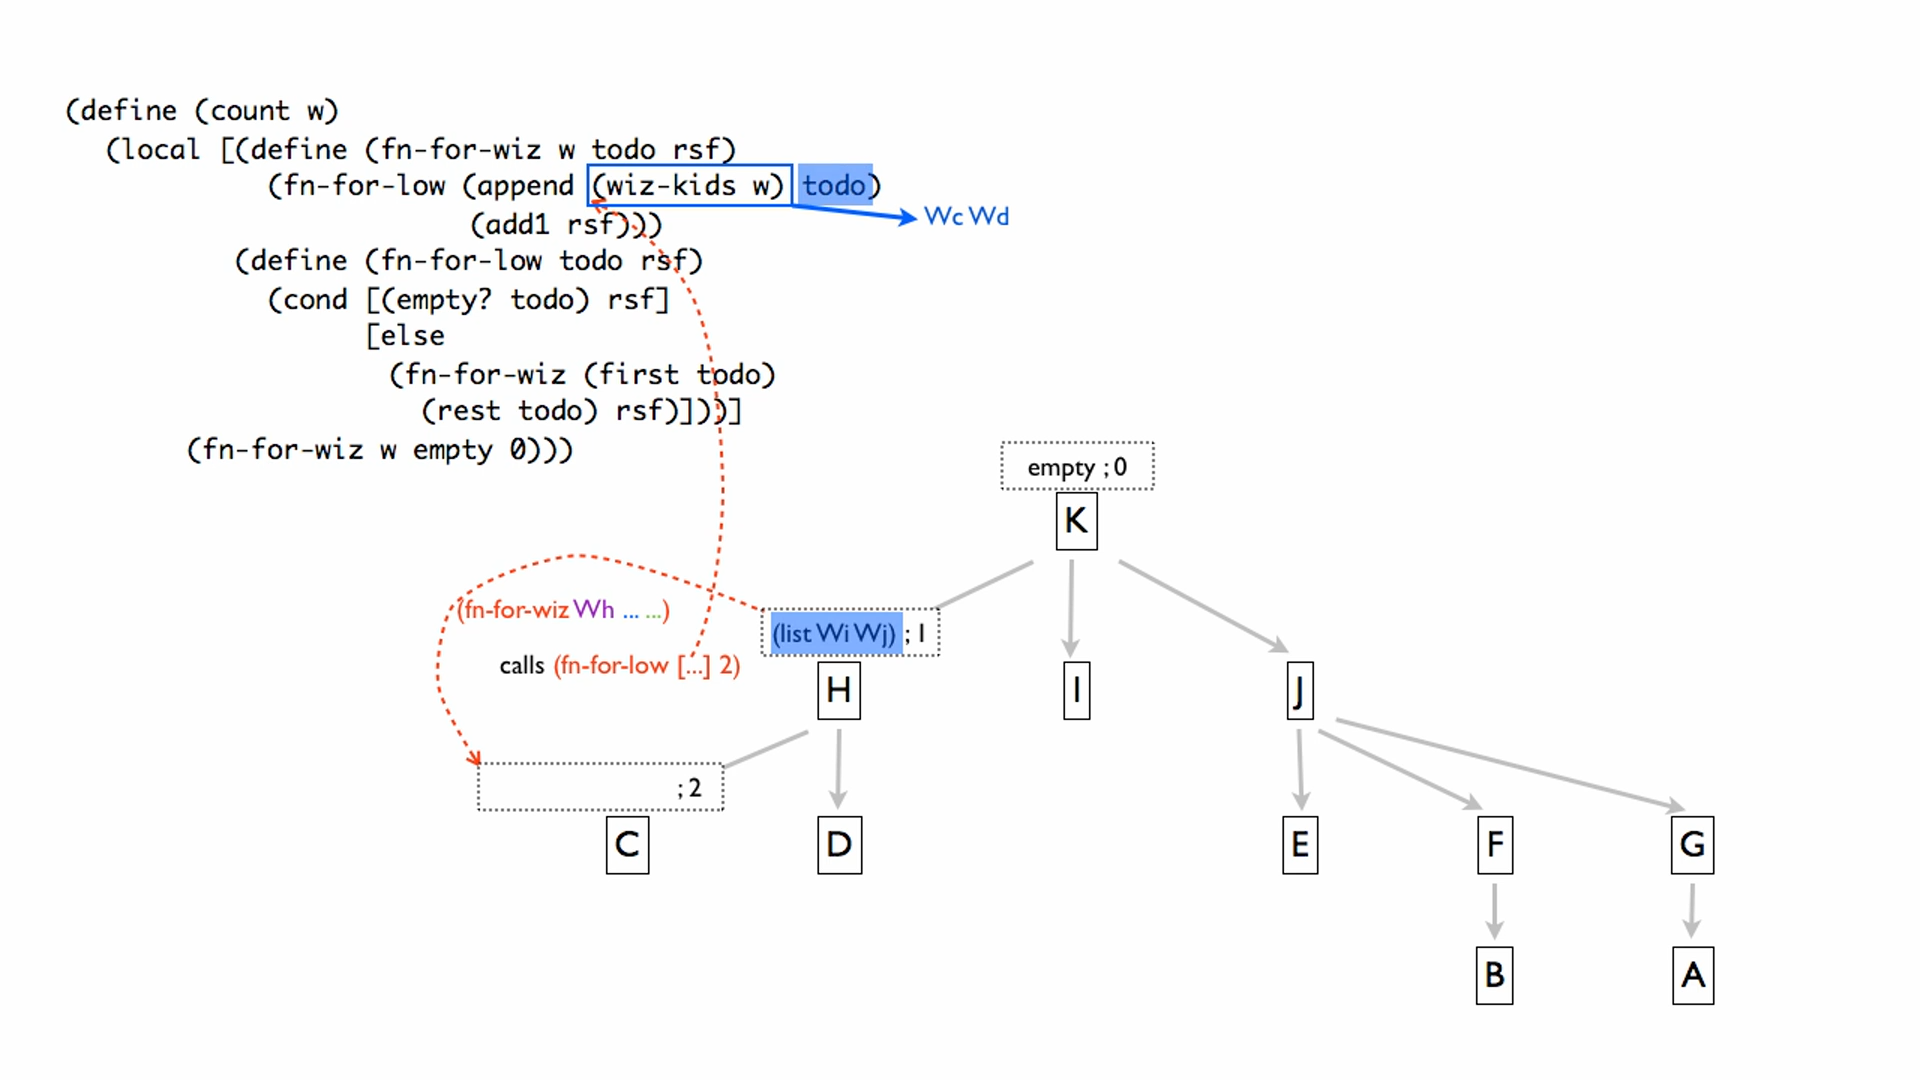 (define (count w)
(local [(define (fn-for-wiz w todo rsf)
(fn-for-low (append (wiz-kids w) todo)
Wc Wd
(add1 rsf)))
(define (fn-for-low todo rsf)
(cond [(empty? todo) rsf]
[else
(fn-for-wiz (first todo)
(rest todo) rsf)]))]
(fn-for-wiz w empty 0)))
empty ; 0
K
(fn-for-wiz Wh ... ...)
(list Wi Wj) ; 1
calls (fn-for-low [...] 2)
H
I
J
; 2
C
D
E
F
G
B
A